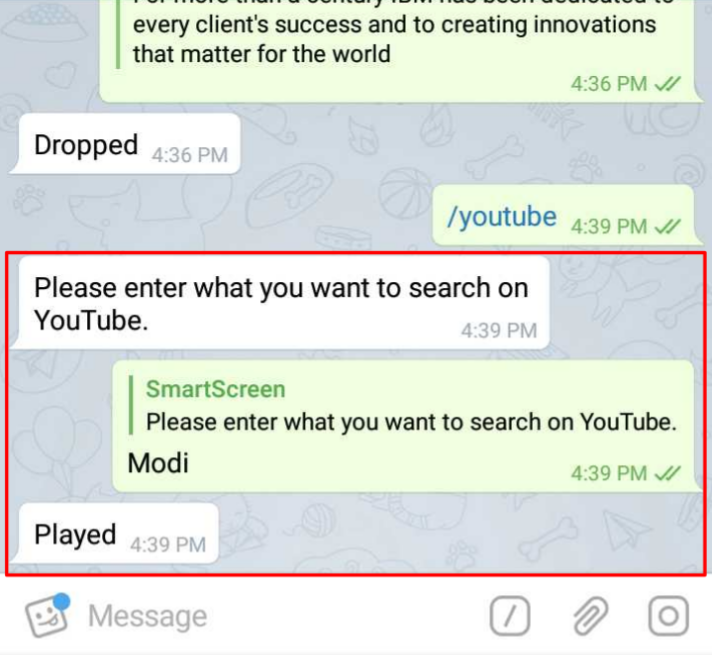 every client's success and to creating innovations
that matter for the world
4:36 PM
Dropped 4:36 PM
/youtube 4:39 PM
Please enter what you want to search on
YouTube.
4:39 PM
SmartScreen
Please enter what you want to search on YouTube.
Modi
4:39 PM
Played 4:39 PM
Message